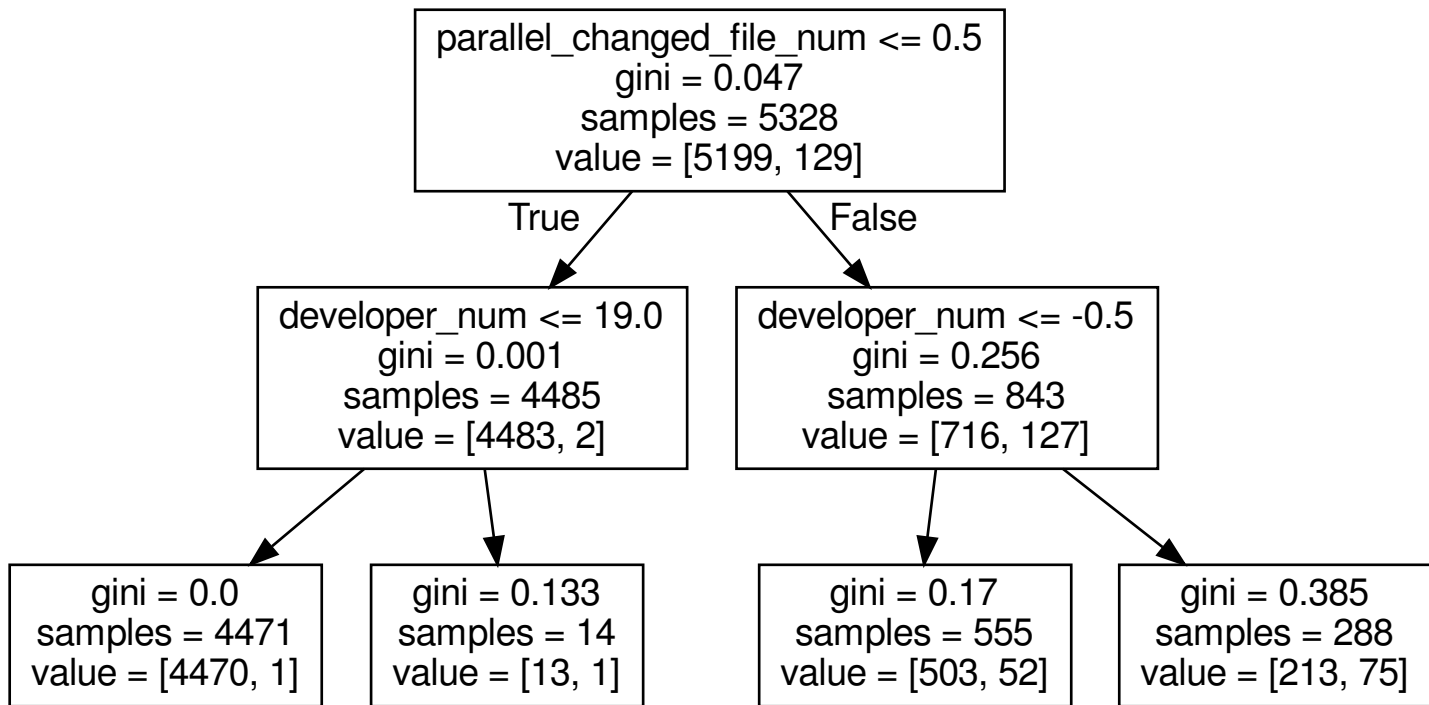 parallel_changed_file_num <= 0.5
gini = 0.047
samples = 5328
value = [5199, 129]
True
False
developer_num <= 19.0
gini = 0.001
samples = 4485
value = [4483, 2]
developer_num <= -0.5
gini = 0.256
samples = 843
value = [716, 127]
gini = 0.0
samples = 4471
value = [4470, 1]
gini = 0.133
samples = 14
value = [13, 1]
gini = 0.17
samples = 555
value = [503, 52]
gini = 0.385
samples = 288
value = [213, 75]